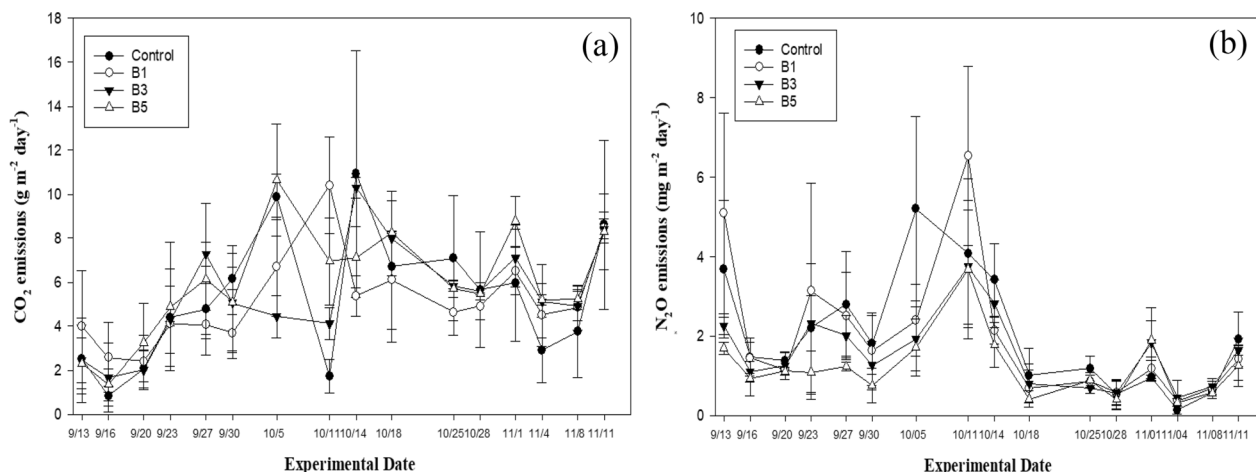 18
16
14
12
10
8
6
4
2
0
CO₂ emissions (g m⁻² day⁻¹)
Control
B1
B3
B5
(a)
9/13 9/16 9/20 9/23 9/27 9/30 10/5 10/11 10/14 10/18 10/25 10/28 11/1 11/4 11/8 11/11
Experimental Date
10
8
6
4
2
0
N₂O emissions (mg m⁻² day⁻¹)
Control
B1
B3
B5
(b)
9/13 9/16 9/20 9/23 9/27 9/30 10/05 10/11 10/14 10/18 10/25 10/28 11/01 11/04 11/08 11/11
Experimental Date